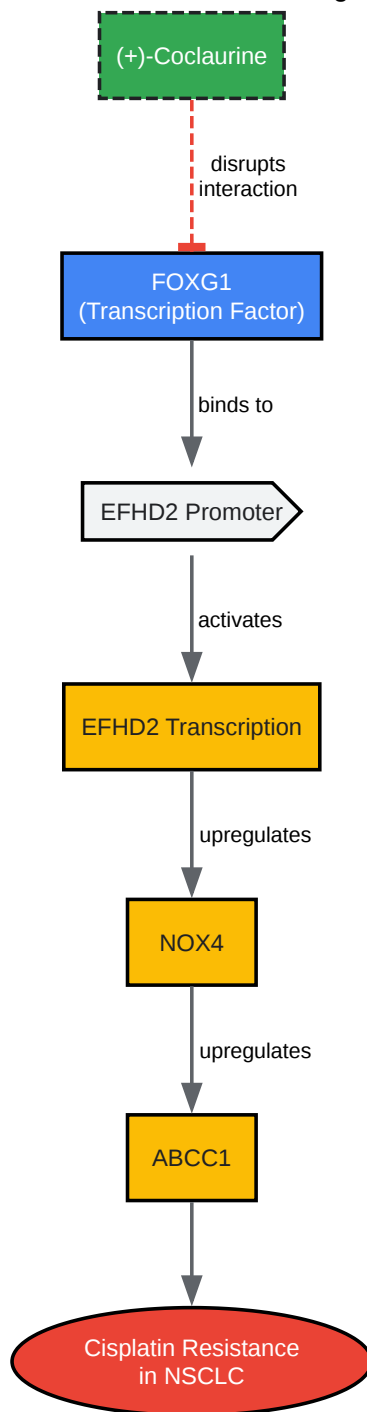 (+)-Coclaurine
disrupts
interaction
FOXG1
(Transcription Factor)
binds to
EFHD2 Promoter
activates
EFHD2 Transcription
upregulates
NOX4
upregulates
ABCC1
Cisplatin Resistance
in NSCLC